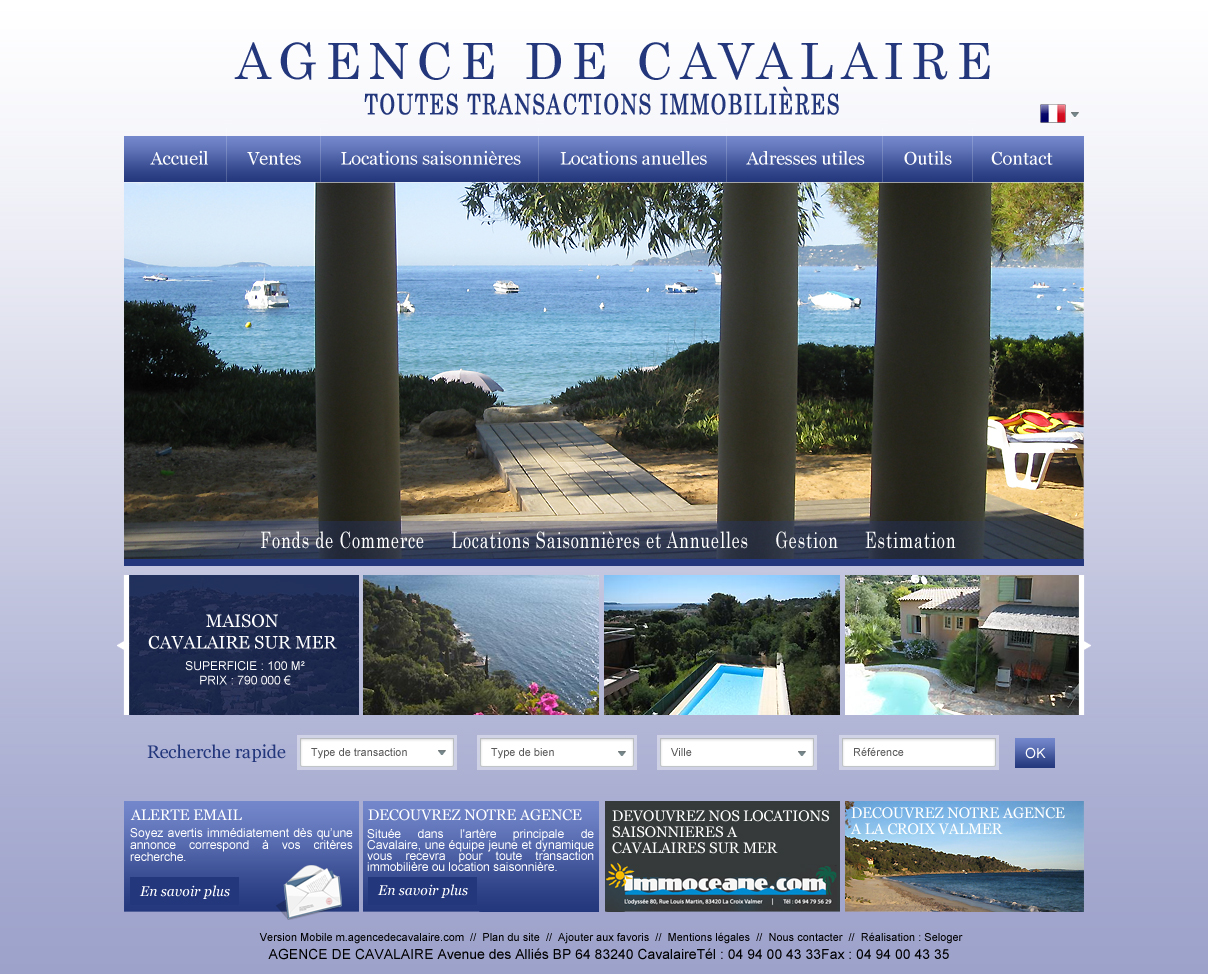 AGENCE DE CAVALAIRE
TOUTES TRANSACTIONS IMMOBILIÈRES
Accueil
Ventes
Locations saisonnières
Locations anuelles
Adresses utiles
Outils
Contact
Fonds de Commerce
Locations Saisonnières et Annuelles
Gestion
Estimation
MAISON
CAVALAIRE SUR MER
SUPERFICIE : 100 M²
PRIX : 790 000 €
Recherche rapide
Type de transaction
Type de bien
Ville
Référence
OK
ALERTE EMAIL
Soyez avertis immédiatement dès qu'une
annonce correspond à vos critères
recherche.
En savoir plus
DECOUVREZ NOTRE AGENCE
Située dans l'artère principale de
Cavalaire, une équipe jeune et dynamique
vous recevra pour toute transaction
immobilière ou location saisonnière.
En savoir plus
DEVOUVREZ NOS LOCATIONS
SAISONNIERES A
CAVALAIRES SUR MER
immoceane.com
L'odyssée 80, Rue Louis Martin, 83420 La Croix Valmer | Tél : 04 94 79 56 29
DECOUVREZ NOTRE AGENCE
A LA CROIX VALMER
Version Mobile m.agencedecavalaire.com // Plan du site // Ajouter aux favoris // Mentions légales // Nous contacter // Réalisation : Seloger
AGENCE DE CAVALAIRE Avenue des Alliés BP 64 83240 CavalaireTél : 04 94 00 43 33Fax : 04 94 00 43 35